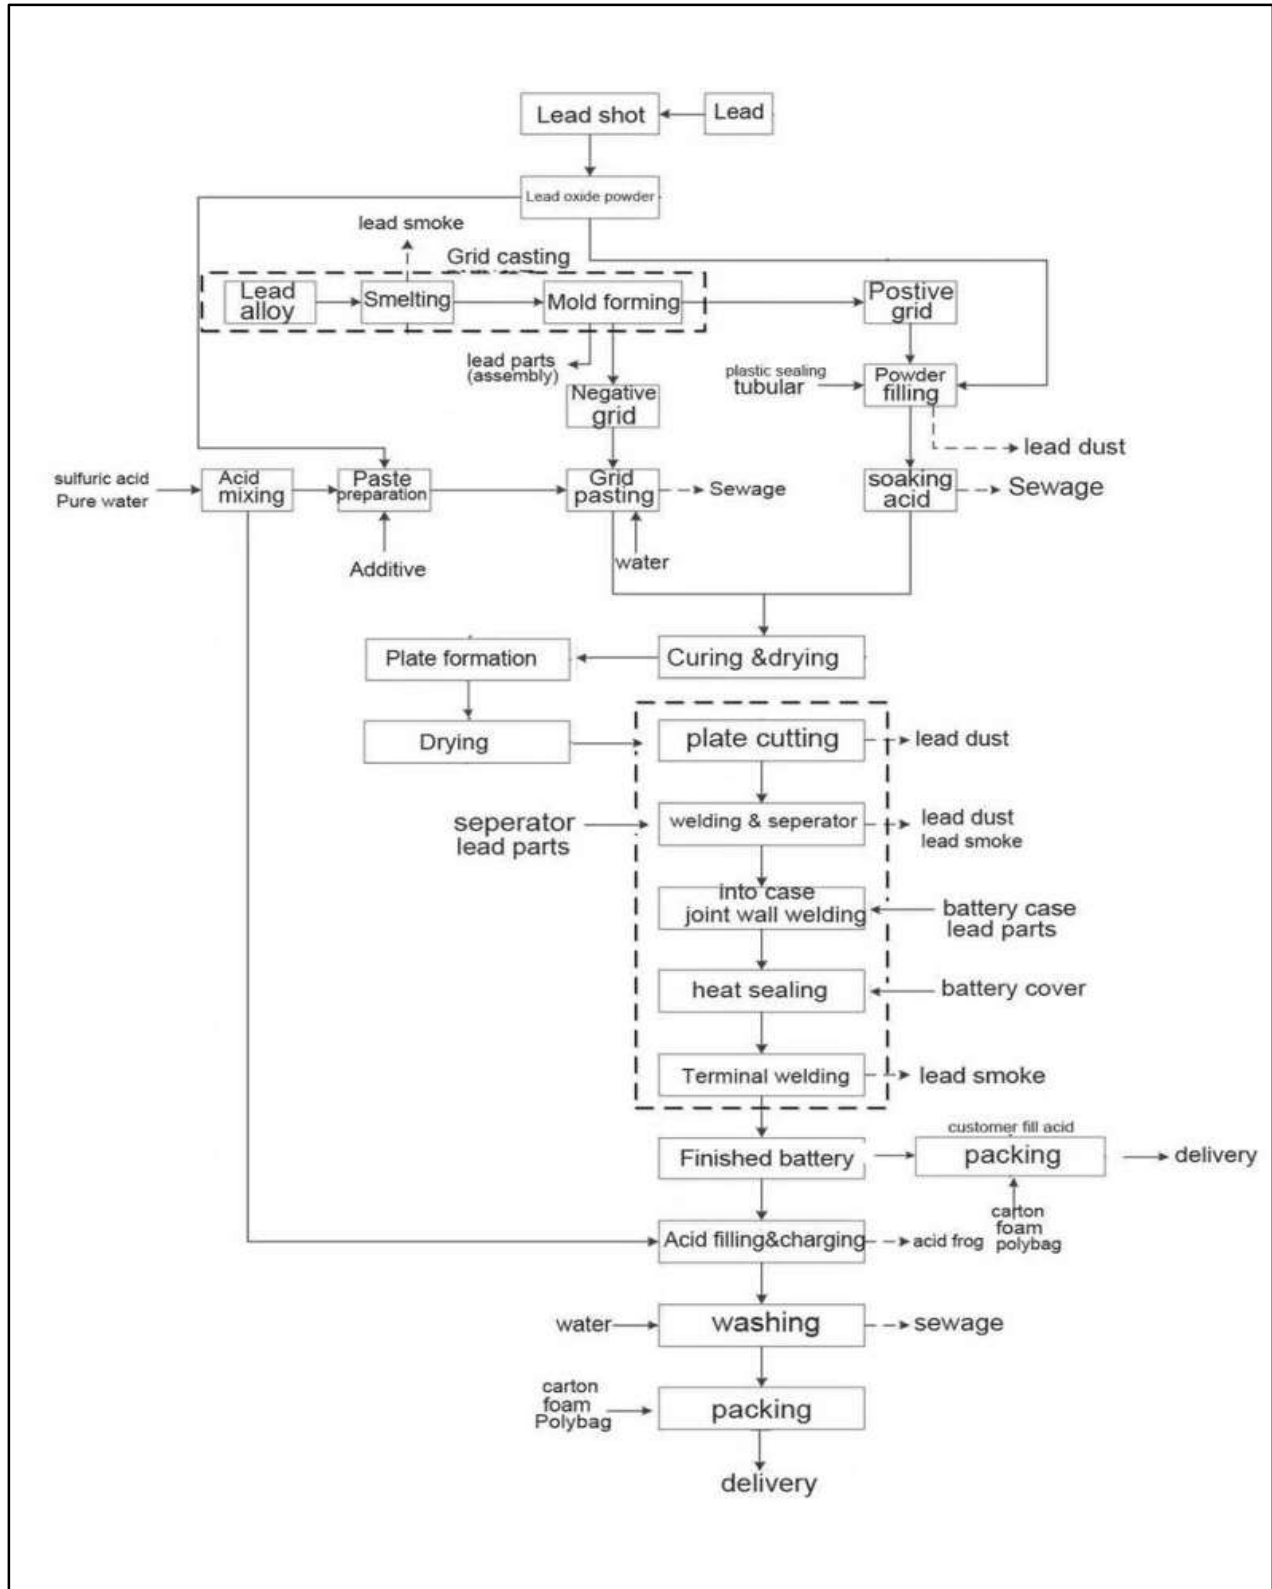 Lead shot
Lead
Lead oxide powder
lead smoke
Grid casting
Lead
alloy
Smelting
Mold forming
Postive
grid
lead parts
(assembly)
plastic sealing
tubular
Powder
filling
Negative
grid
lead dust
sulfuric acid
Pure water
Acid
mixing
Paste
preparation
Grid
pasting
Sewage
soaking
acid
Sewage
Additive
water
Plate formation
Curing &drying
Drying
plate cutting
lead dust
seperator
lead parts
welding & seperator
lead dust
lead smoke
into case
joint wall welding
battery case
lead parts
heat sealing
battery cover
Terminal welding
lead smoke
customer fill acid
Finished battery
packing
delivery
carton
foam
polybag
Acid filling&charging
acid frog
water
washing
sewage
carton
foam
Polybag
packing
delivery